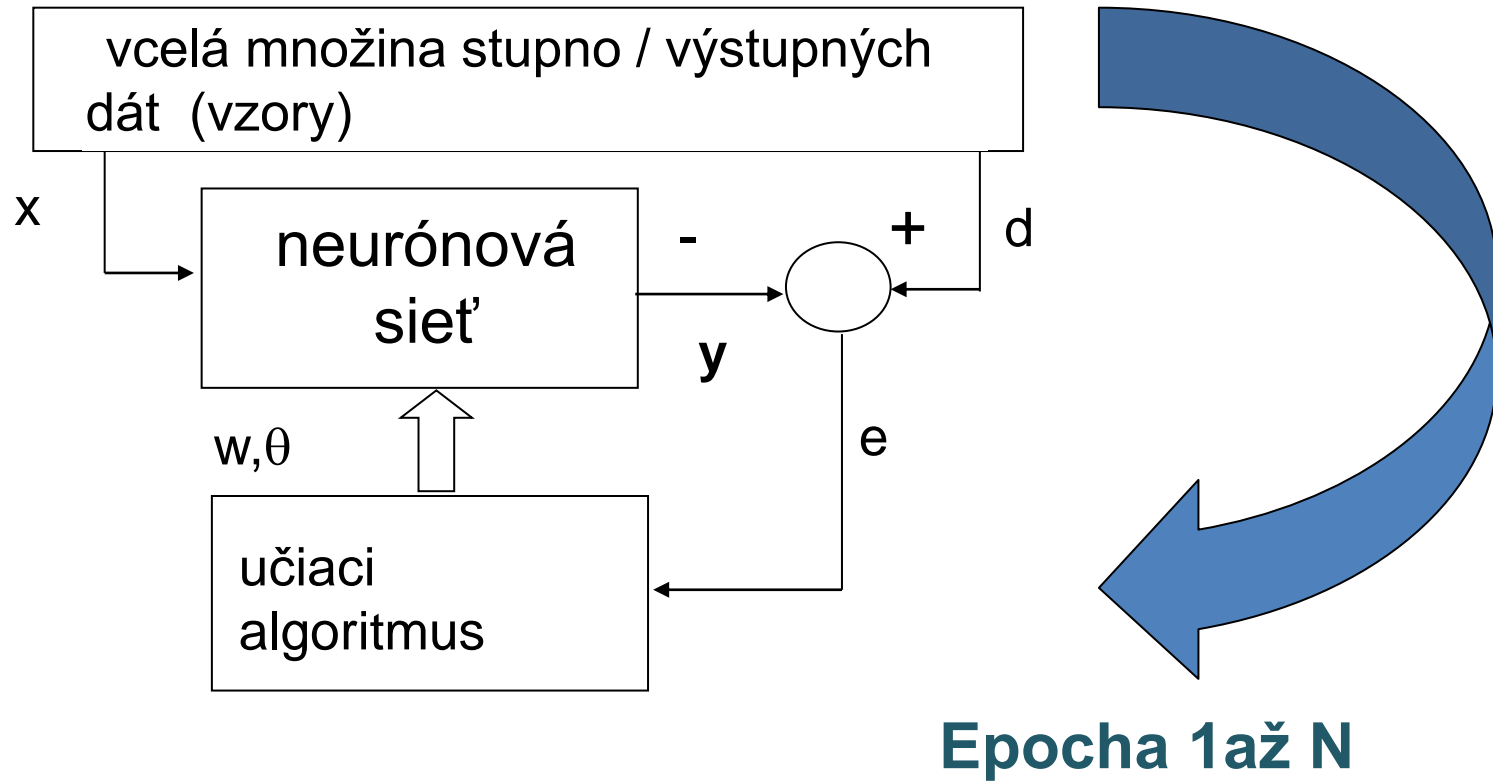 vcelá množina stupno / výstupných
dát (vzory)
x
neurónová
sieť
-
+
d
y
w,θ
e
učiaci
algoritmus
Epocha 1až N